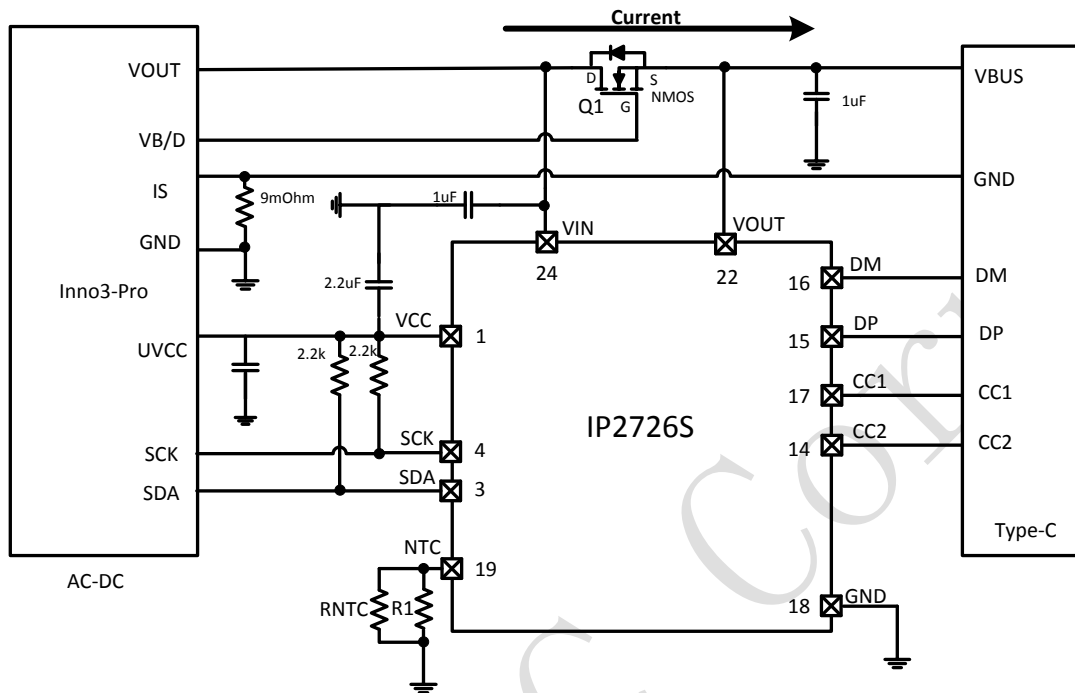 Current
VOUT
D
S
NMOS
G
Q1
VBUS
1uF
VB/D
IS
9mOhm
1uF
GND
GND
VIN
24
VOUT
22
2.2uF
DM
16
DM
Inno3-Pro
UVCC
2.2k
2.2k
VCC
1
DP
15
DP
CC1
17
CC1
IP2726S
SCK
SCK
4
CC2
14
CC2
SDA
SDA
3
Type-C
AC-DC
NTC
19
RNTC
R1
GND
18
C Cor